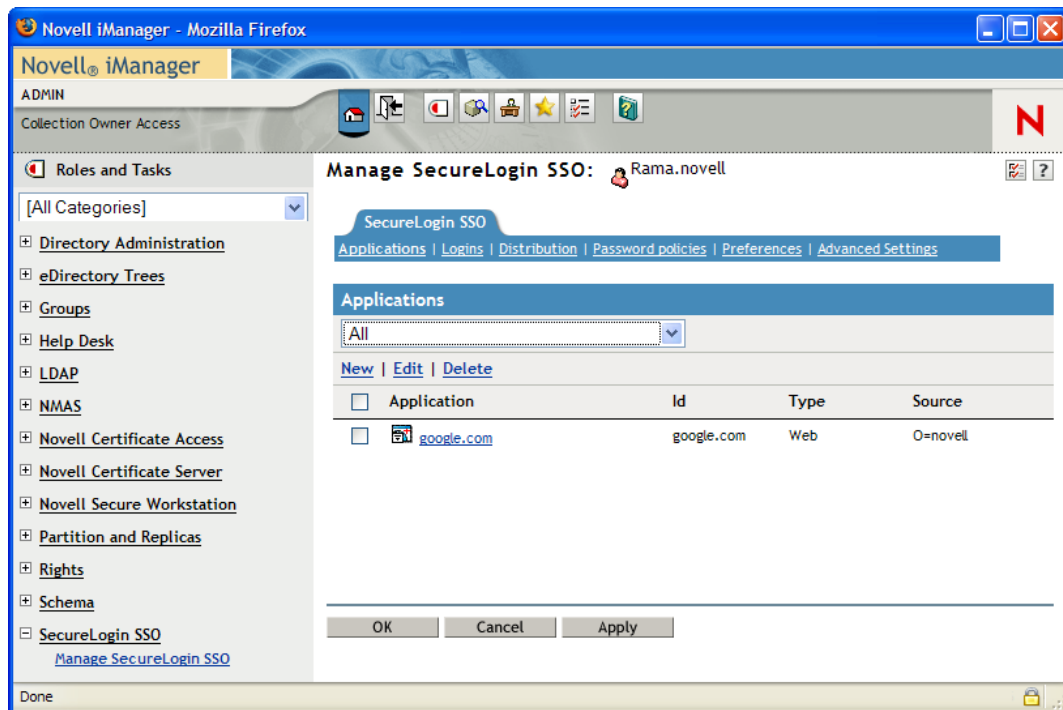 Novell iManager - Mozilla Firefox
Novell® iManager
ADMIN
Collection Owner Access
N
Roles and Tasks
[All Categories]
Directory Administration
eDirectory Trees
Groups
Help Desk
LDAP
NMAS
Novell Certificate Access
Novell Certificate Server
Novell Secure Workstation
Partition and Replicas
Rights
Schema
SecureLogin SSO
Manage SecureLogin SSO
Manage SecureLogin SSO: Rama.novell
?
SecureLogin SSO
Applications | Logins | Distribution | Password policies | Preferences | Advanced Settings
Applications
All
New | Edit | Delete
Application Id Type Source
google.com google.com Web O=novell
OK Cancel Apply
Done